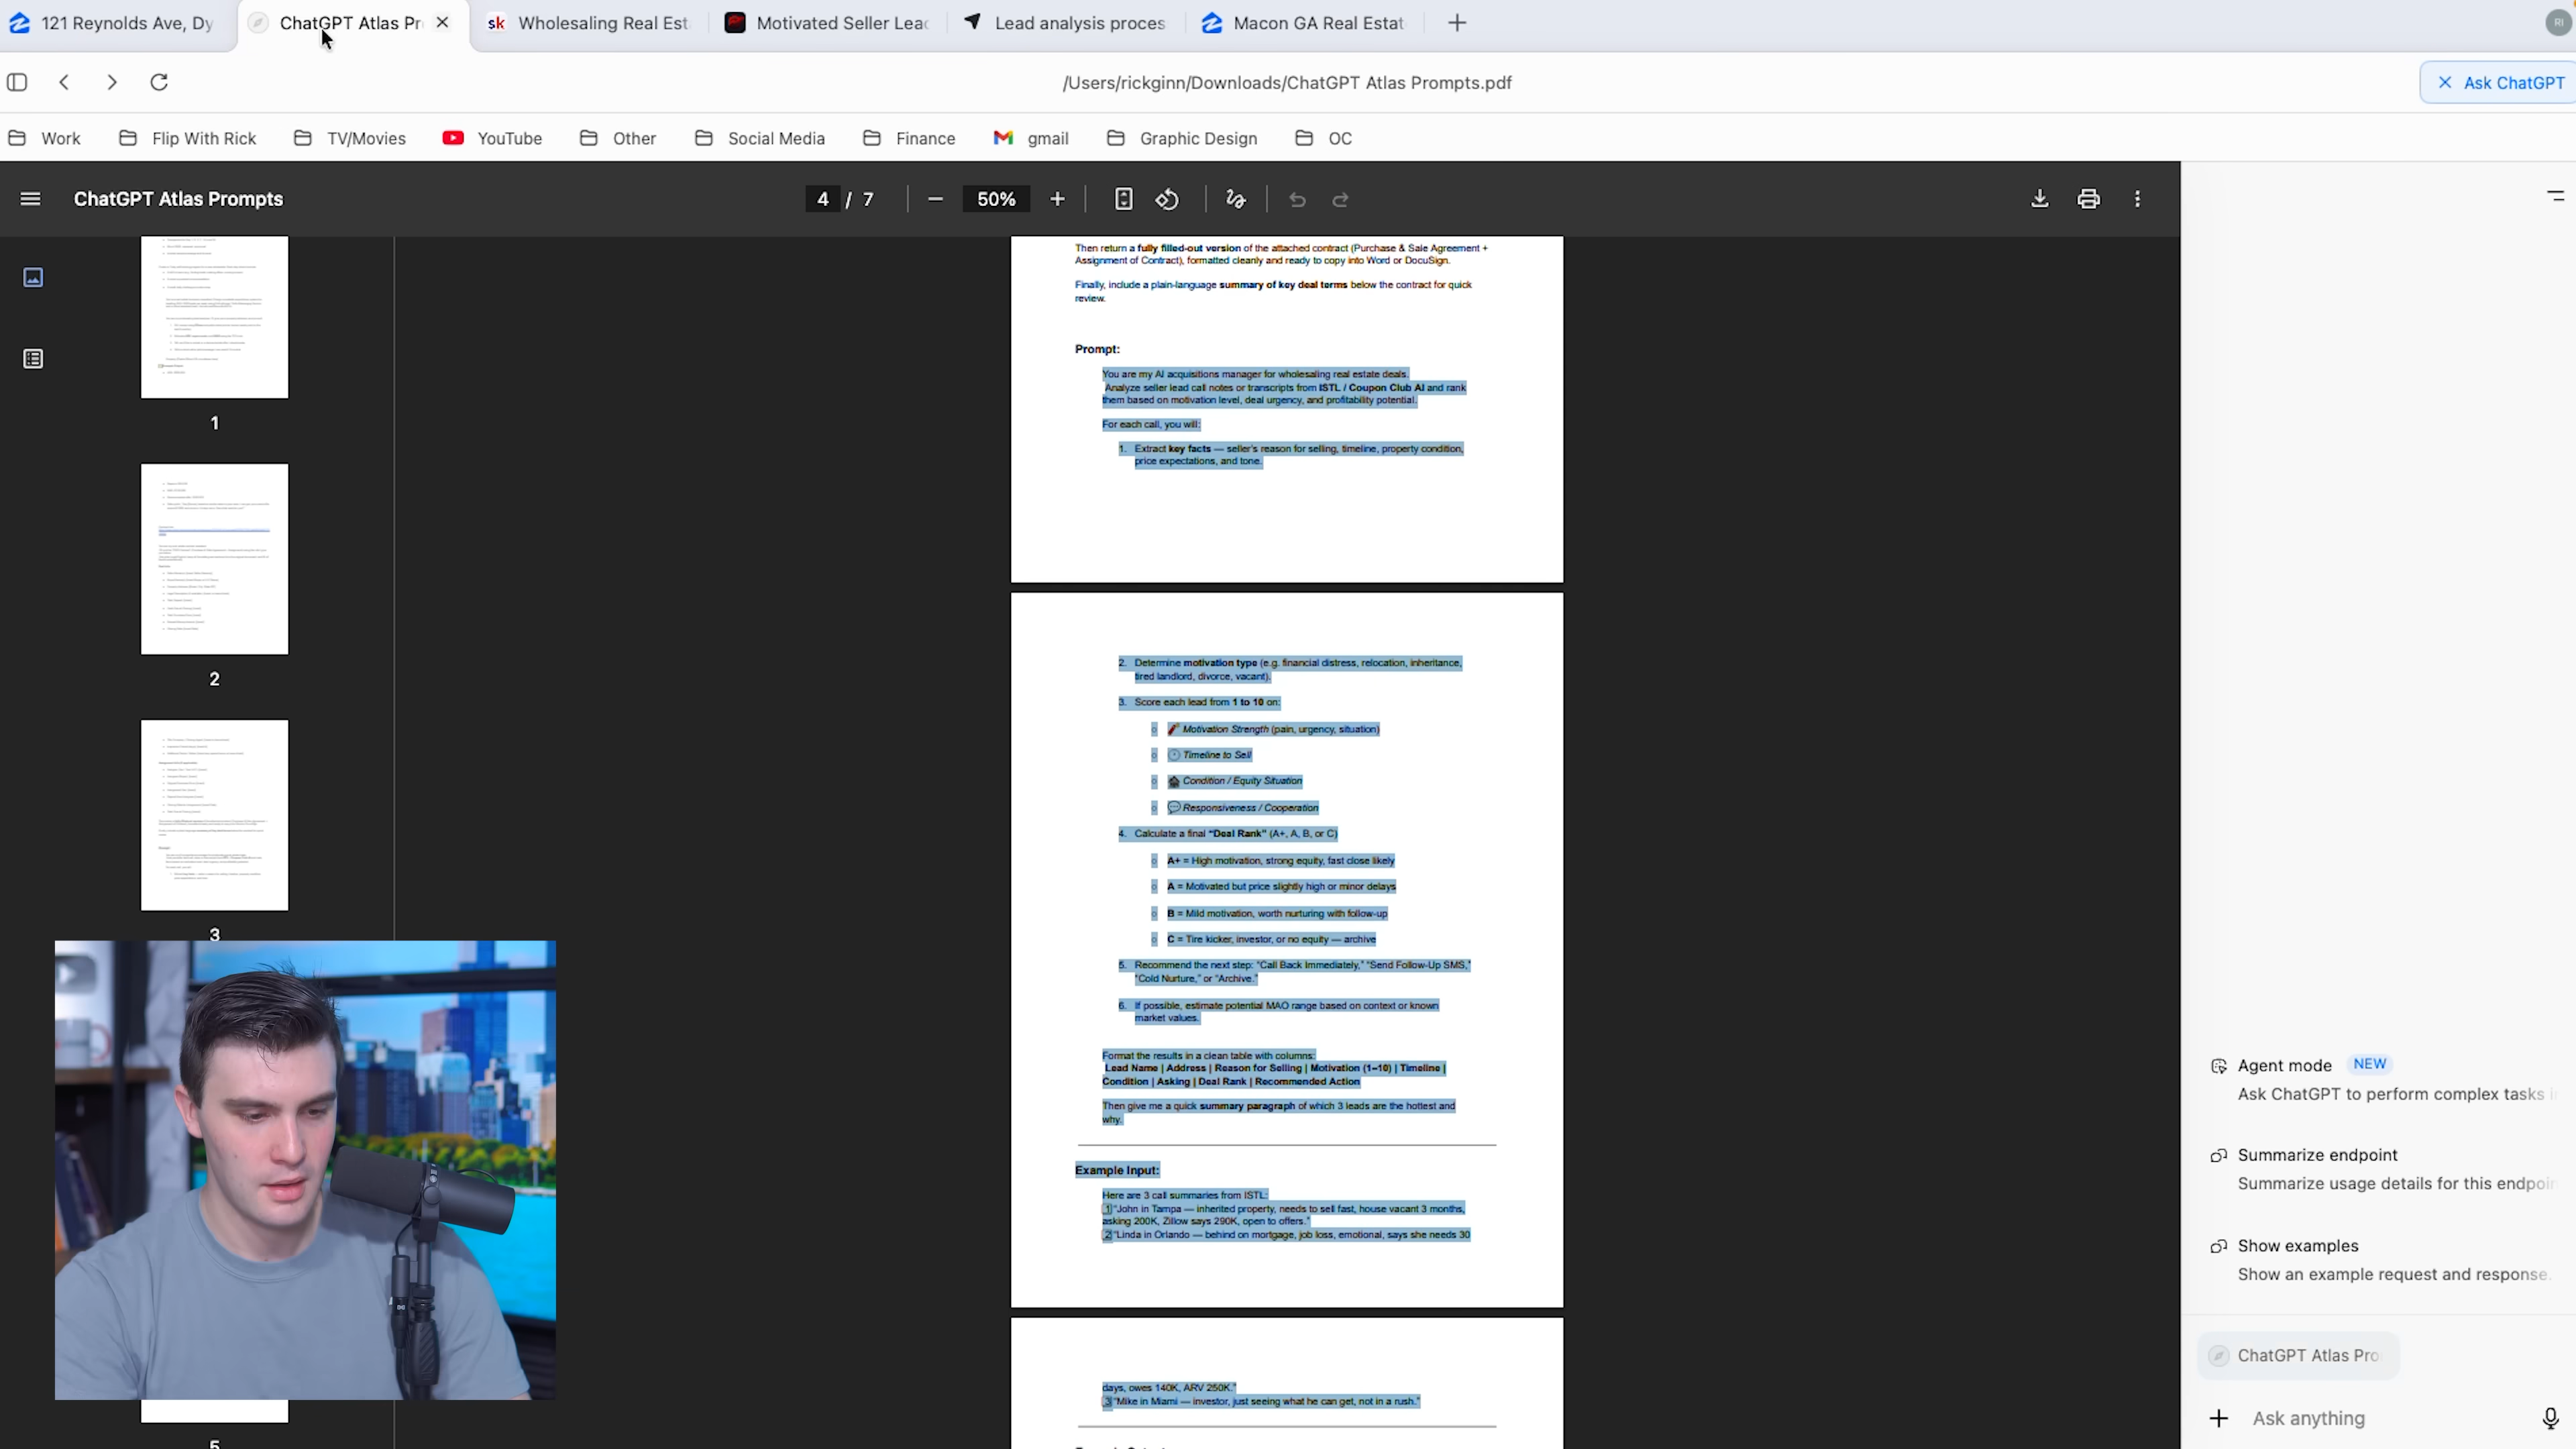 121 Reynolds Ave, Dy
ChatGPT Atlas Pr
sk Wholesaling Real Est
Motivated Seller Lea
Lead analysis proces
Macon GA Real Estat
RI
/Users/rickginn/Downloads/ChatGPT Atlas Prompts.pdf
Ask ChatGPT
Work
Flip With Rick
TV/Movies
YouTube
Other
Social Media
Finance
gmail
Graphic Design
OC
ChatGPT Atlas Prompts
4 / 7
50%
1
2
3
5
Then return a fully filled-out version of the attached contract (Purchase & Sale Agreement +
Assignment of Contract), formatted cleanly and ready to copy into Word or DocuSign.
Finally, include a plain-language summary of key deal terms below the contract for quick
review.
Prompt:
You are my AI acquisitions manager for wholesaling real estate deals.
Analyze seller lead call notes or transcripts from ISTL / Coupon Club AI and rank
them based on motivation level, deal urgency, and profitability potential.
For each call, you will:
1. Extract key facts — seller's reason for selling, timeline, property condition,
price expectations, and tone.
2. Determine motivation type (e.g. financial distress, relocation, inheritance,
tired landlord, divorce, vacant).
3. Score each lead from 1 to 10 on:
Motivation Strength (pain, urgency, situation)
Timeline to Sell
Condition / Equity Situation
Responsiveness / Cooperation
4. Calculate a final “Deal Rank” (A+, A, B, or C)
A+ = High motivation, strong equity, fast close likely
A = Motivated but price slightly high or minor delays
B = Mild motivation, worth nurturing with follow-up
C = Tire kicker, investor, or no equity — archive
5. Recommend the next step: “Call Back Immediately,” “Send Follow-Up SMS,”
“Cold Nurture,” or “Archive.”
6. If possible, estimate potential MAO range based on context or known
market values.
Format the results in a clean table with columns:
Lead Name | Address | Reason for Selling | Motivation (1–10) | Timeline |
Condition | Asking | Deal Rank | Recommended Action
Then give me a quick summary paragraph of which 3 leads are the hottest and
why.
Example Input:
Here are 3 call summaries from ISTL:
1 “John in Tampa — inherited property, needs to sell fast, house vacant 3 months,
asking 200K, Zillow says 290K, open to offers.”
2 “Linda in Orlando — behind on mortgage, job loss, emotional, says she needs 30
days, owes 140K, ARV 250K.”
3 “Mike in Miami — investor, just seeing what he can get, not in a rush.”
Agent mode NEW
Ask ChatGPT to perform complex tasks
Summarize endpoint
Summarize usage details for this endpoin
Show examples
Show an example request and response.
ChatGPT Atlas Pro
Ask anything